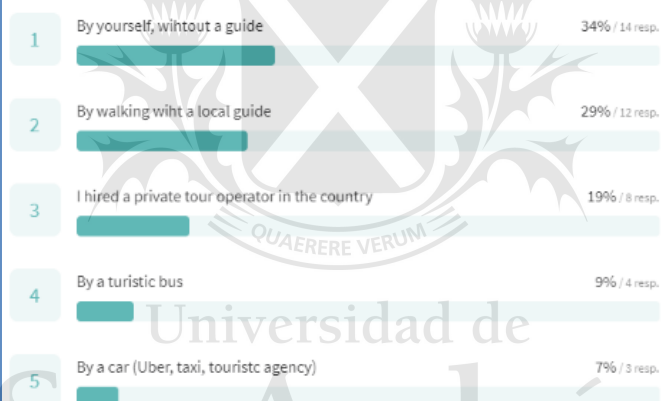 1 By yourself, wihtout a guide 34% / 14 resp.
2 By walking wiht a local guide 29% / 12 resp.
3 I hired a private tour operator in the country 19% / 8 resp.
QUAERERE VERUM
4 By a turistic bus 9% / 4 resp.
Universidad de
5 By a car (Uber, taxi, touristc agency) 7% / 3 resp.